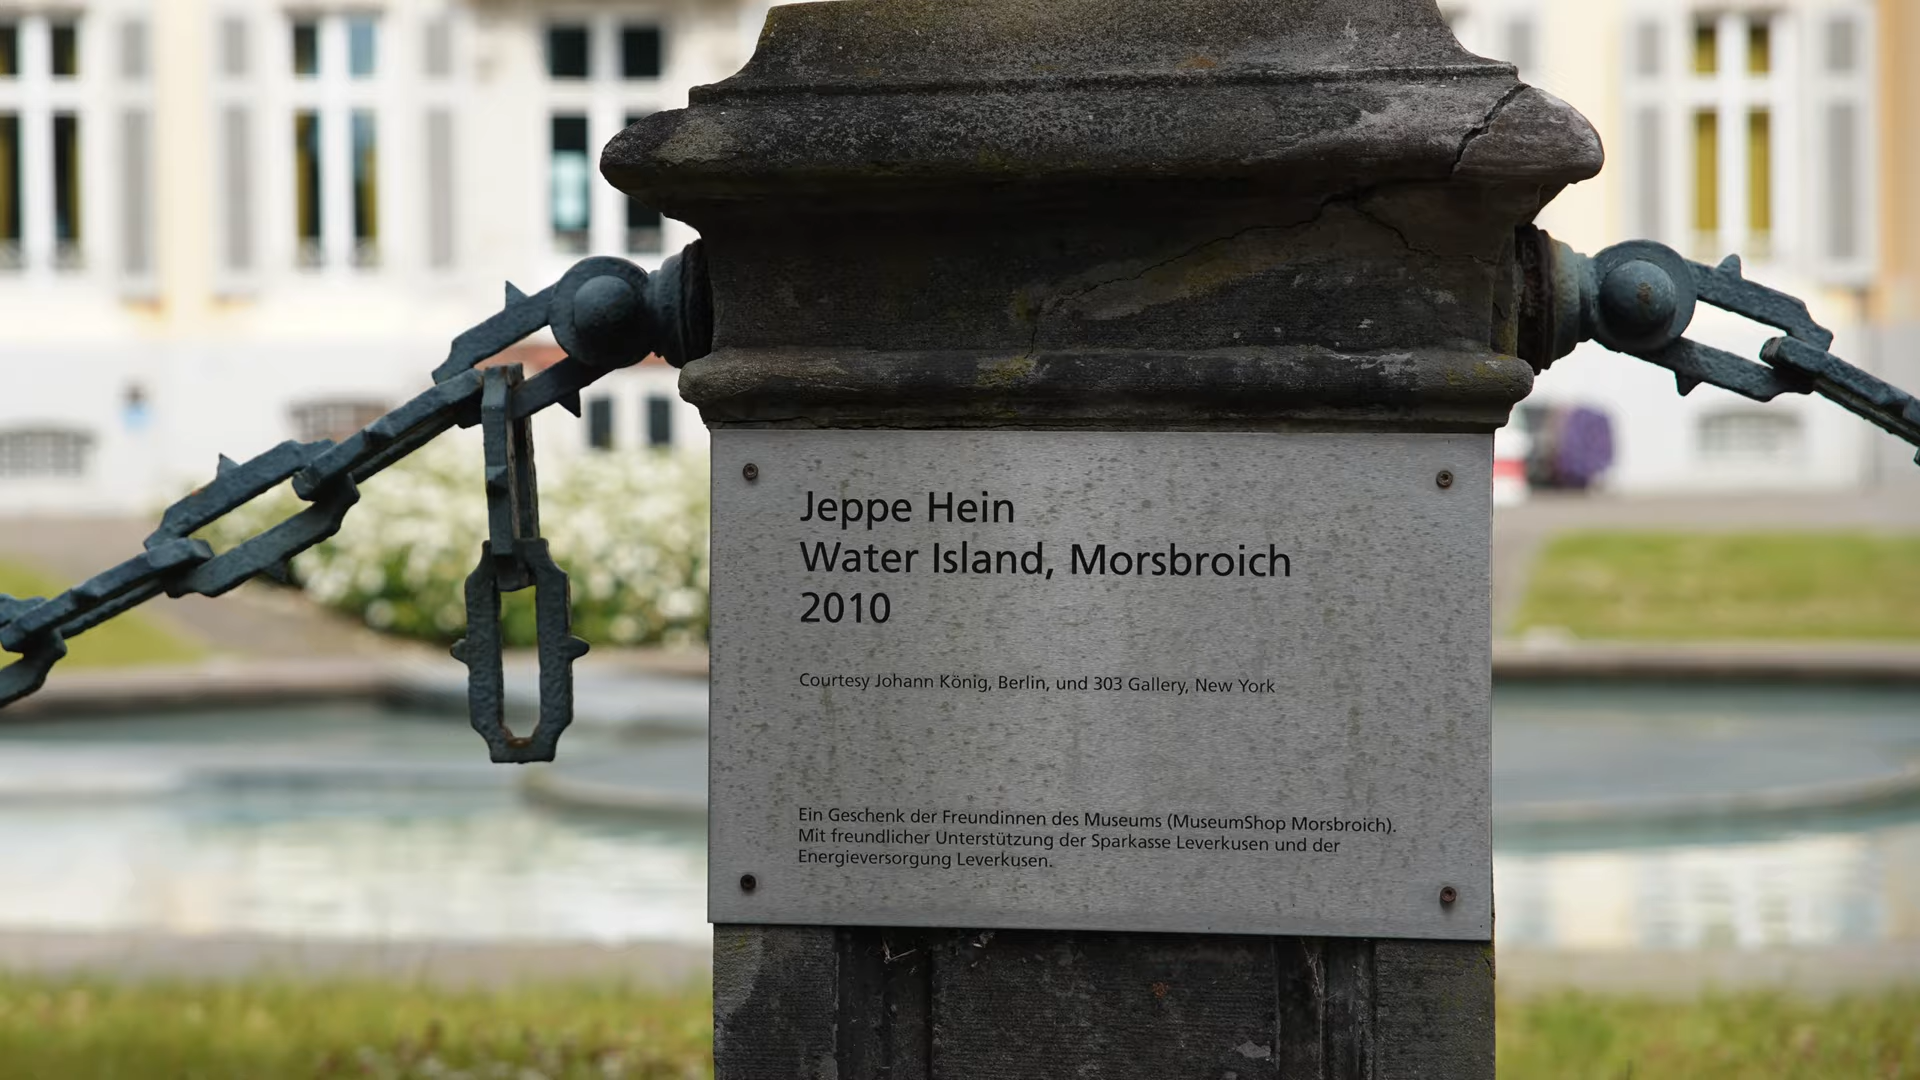 Jeppe Hein
Water Island, Morsbroich
2010
Courtesy Johann König, Berlin, und 303 Gallery, New York
Ein Geschenk der Freundinnen des Museums (MuseumShop Morsbroich).
Mit freundlicher Unterstützung der Sparkasse Leverkusen und der
Energieversorgung Leverkusen.